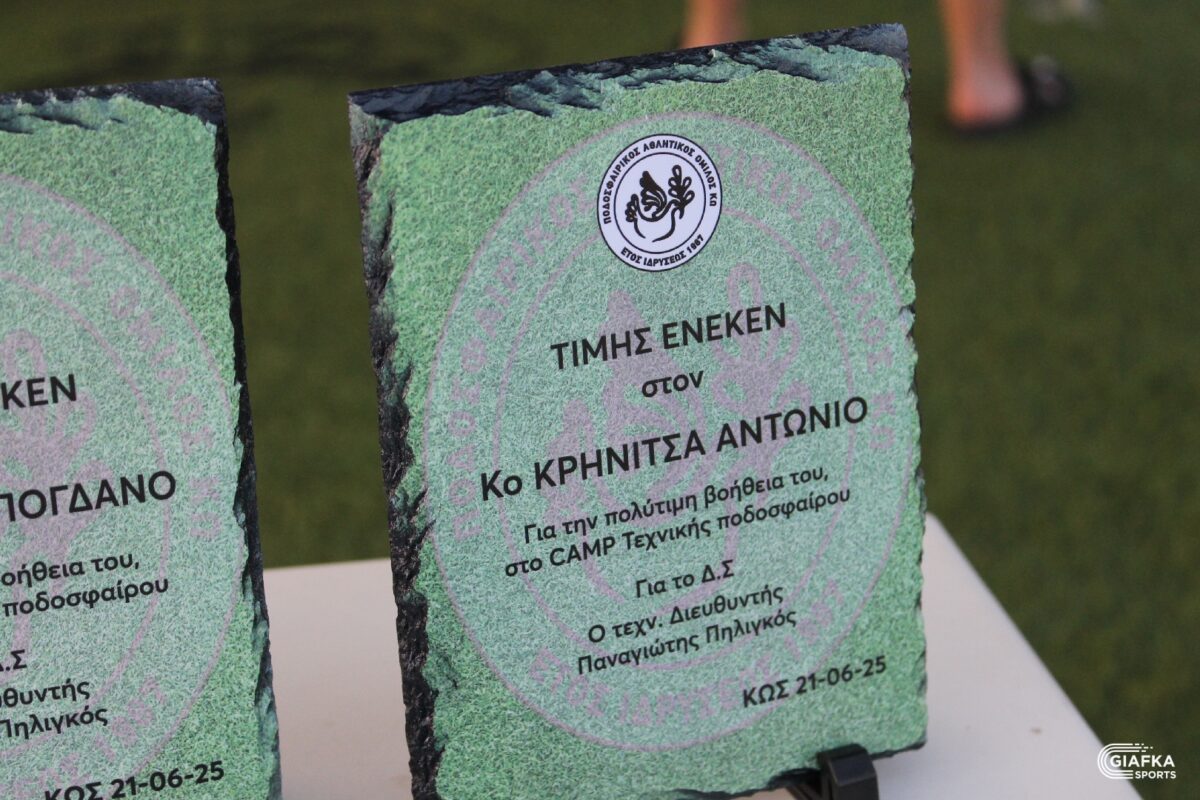 ΚΕΝ
ΠΟΓΔΑΝΟ
βοήθεια του,
ποδοσφαίρου
Δ.Σ
Πηλιγκός
ΚΩΣ 21-06-25
ΠΟΔΟΣΦΑΙΡΙΚΟΣ ΑΘΛΗΤΙΚΟΣ ΟΜΙΛΟΣ ΚΩ
ΕΤΟΣ ΙΔΡΥΣΕΩΣ 1987
ΤΙΜΗΣ ΕΝΕΚΕΝ
στον
Κο ΚΡΗΝΙΤΣΑ ΑΝΤΩΝΙΟ
Για την πολύτιμη βοήθεια του,
στο CAMP Τεχνικής ποδοσφαίρου
Για το Δ.Σ
Ο τεχν. Διευθυντής
Παναγιώτης Πηλιγκός
ΚΩΣ 21-06-25
GIAFKA
SPORTS